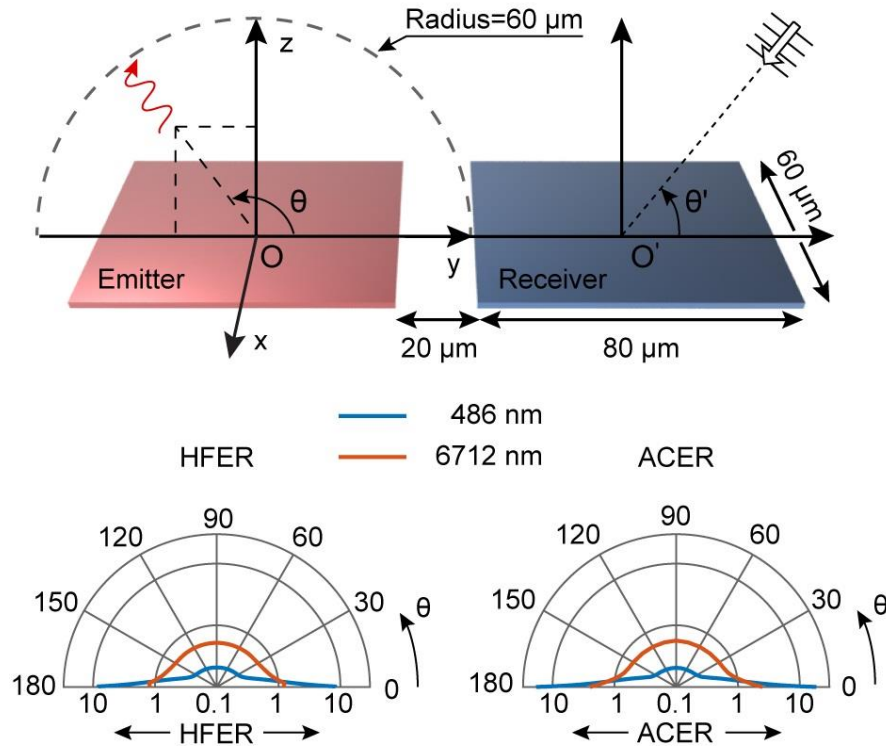 Radius=60 μm
z
θ
θ'
60 μm
O
y
O'
Emitter
Receiver
x
20 μm
80 μm
486 nm
6712 nm
HFER
ACER
90
120
60
150
30
θ
180
0
10 1 0.1 1 10
HFER
90
120
60
150
30
θ
180
0
10 1 0.1 1 10
ACER